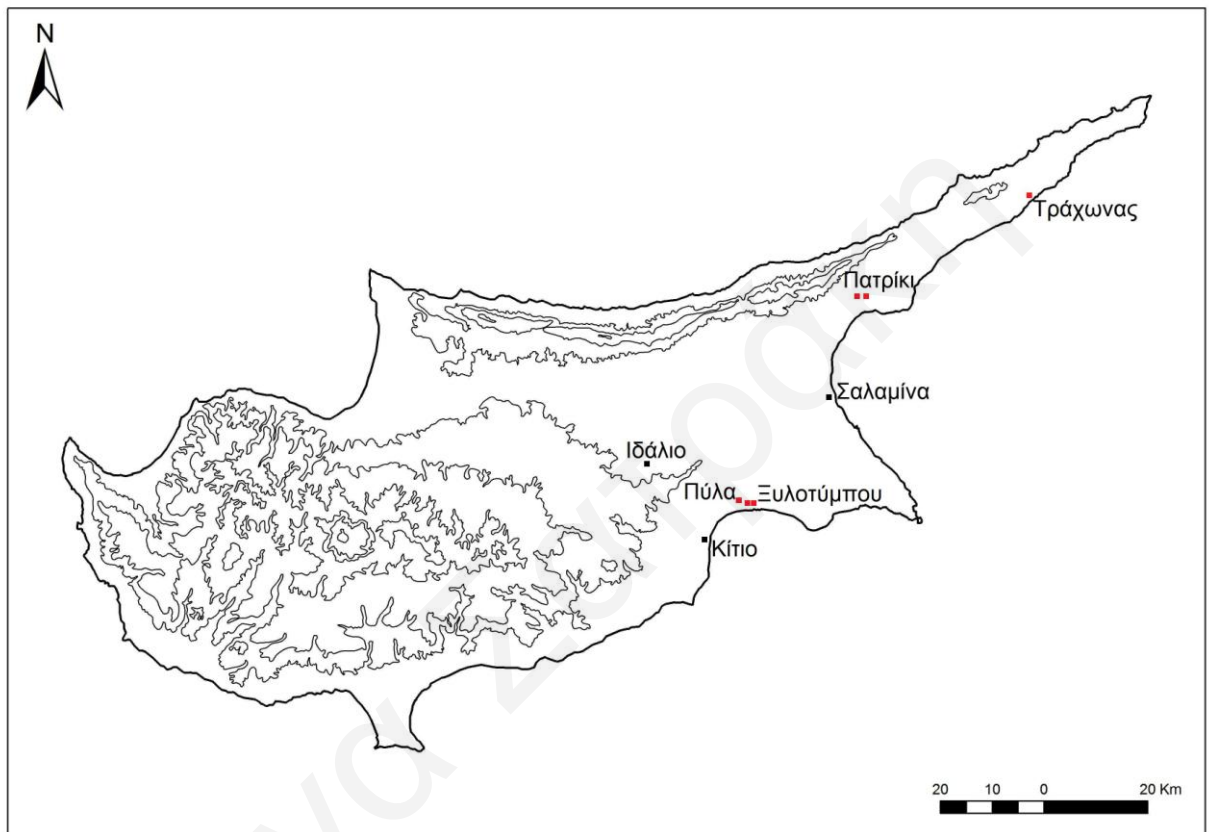 N
Τράχωνας
Πατρίκι
Σαλαμίνα
Ιδάλιο
Πύλα
Ξυλοτύμπου
Κίτιο
20 10 0 20 Km